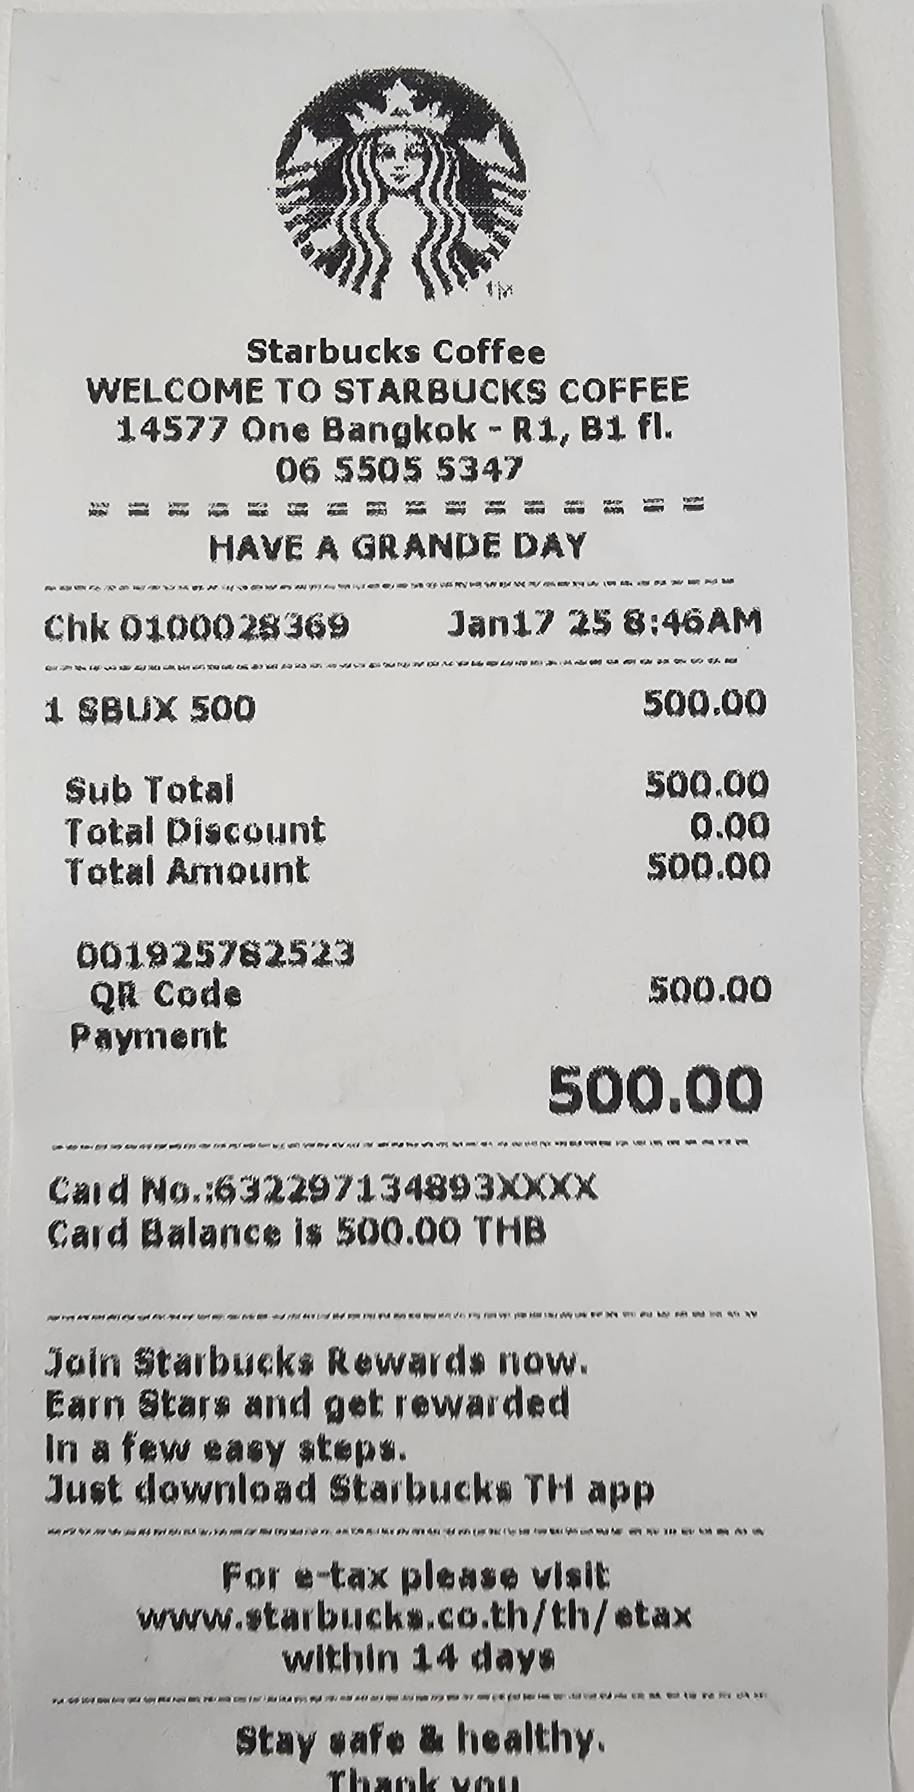 TM
Starbucks Coffee
WELCOME TO STARBUCKS COFFEE
14577 One Bangkok - R1, B1 fl.
06 5505 5347
= = = = = = = = = = = = = = = =
HAVE A GRANDE DAY
Chk 0100028369 Jan17 25 8:46AM
1 SBUX 500 500.00
Sub Total 500.00
Total Discount 0.00
Total Amount 500.00
001925782523
QR Code 500.00
Payment
500.00
Card No.:632297134893XXXX
Card Balance is 500.00 THB
Join Starbucks Rewards now.
Earn Stars and get rewarded
in a few easy steps.
Just download Starbucks TH app
For e-tax please visit
www.starbucks.co.th/th/etax
within 14 days
Stay safe & healthy.
Thank you